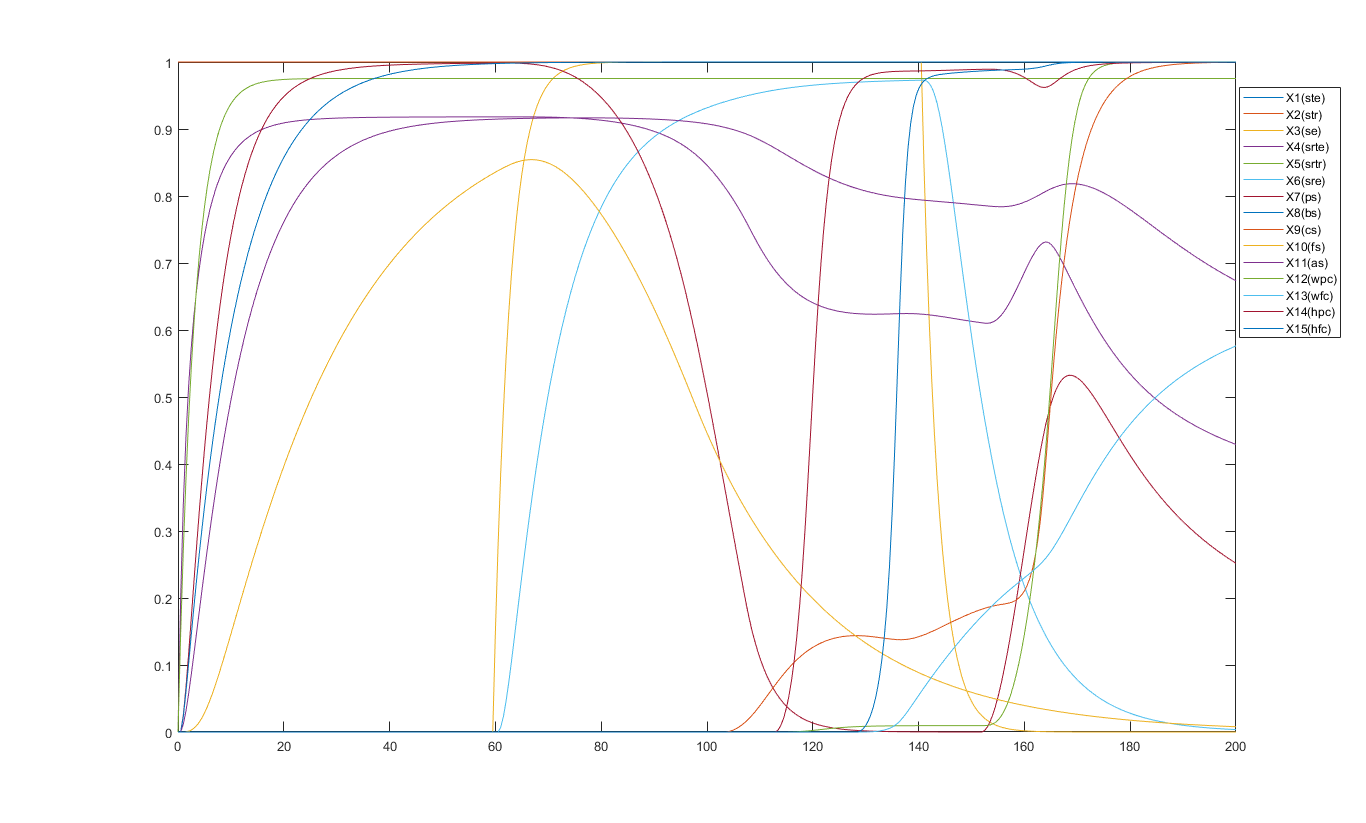 1
0.9
0.8
0.7
0.6
0.5
0.4
0.3
0.2
0.1
0
0 20 40 60 80 100 120 140 160 180 200
X1(ste)
X2(str)
X3(se)
X4(srte)
X5(srtr)
X6(sre)
X7(ps)
X8(bs)
X9(cs)
X10(fs)
X11(as)
X12(wpc)
X13(wfc)
X14(hpc)
X15(hfc)